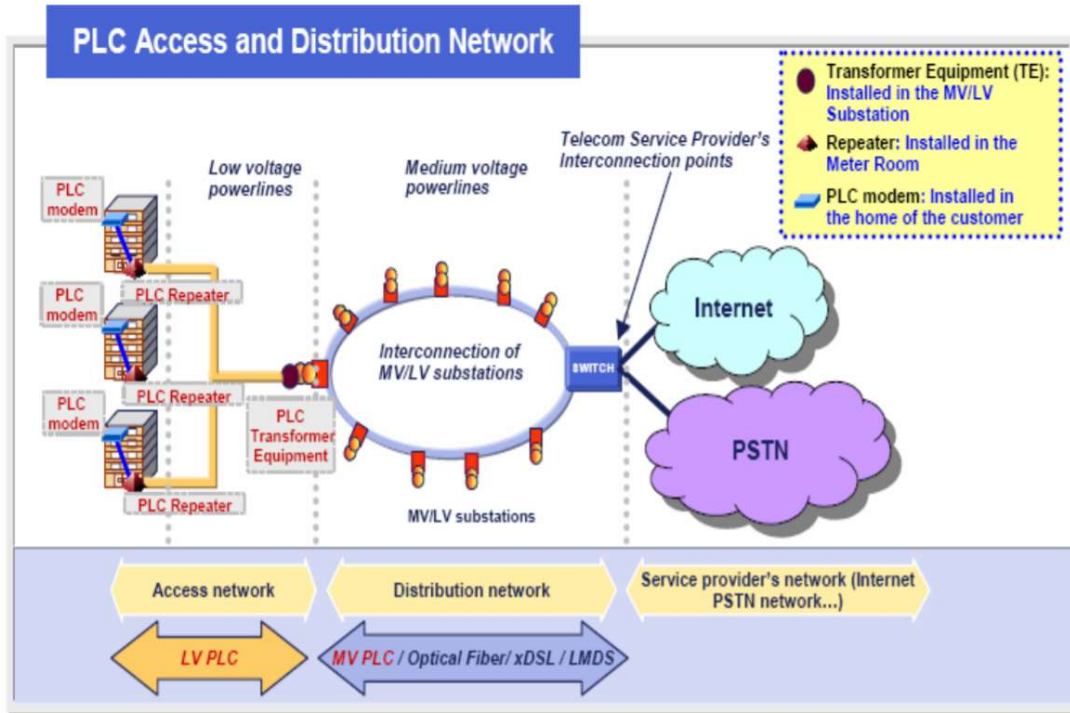 PLC Access and Distribution Network
Transformer Equipment (TE):
Installed in the MV/LV
Substation
Repeater: Installed in the
Meter Room
PLC modem: Installed in
the home of the customer
Low voltage
powerlines
Medium voltage
powerlines
Telecom Service Provider's
Interconnection points
PLC
modem
PLC Repeater
PLC
modem
PLC Repeater
PLC
modem
PLC Repeater
PLC
Transformer
Equipment
Interconnection of
MV/LV substations
SWITCH
Internet
PSTN
MV/LV substations
Access network
Distribution network
Service provider's network (Internet
PSTN network...)
LV PLC
MV PLC / Optical Fiber/ xDSL / LMDS